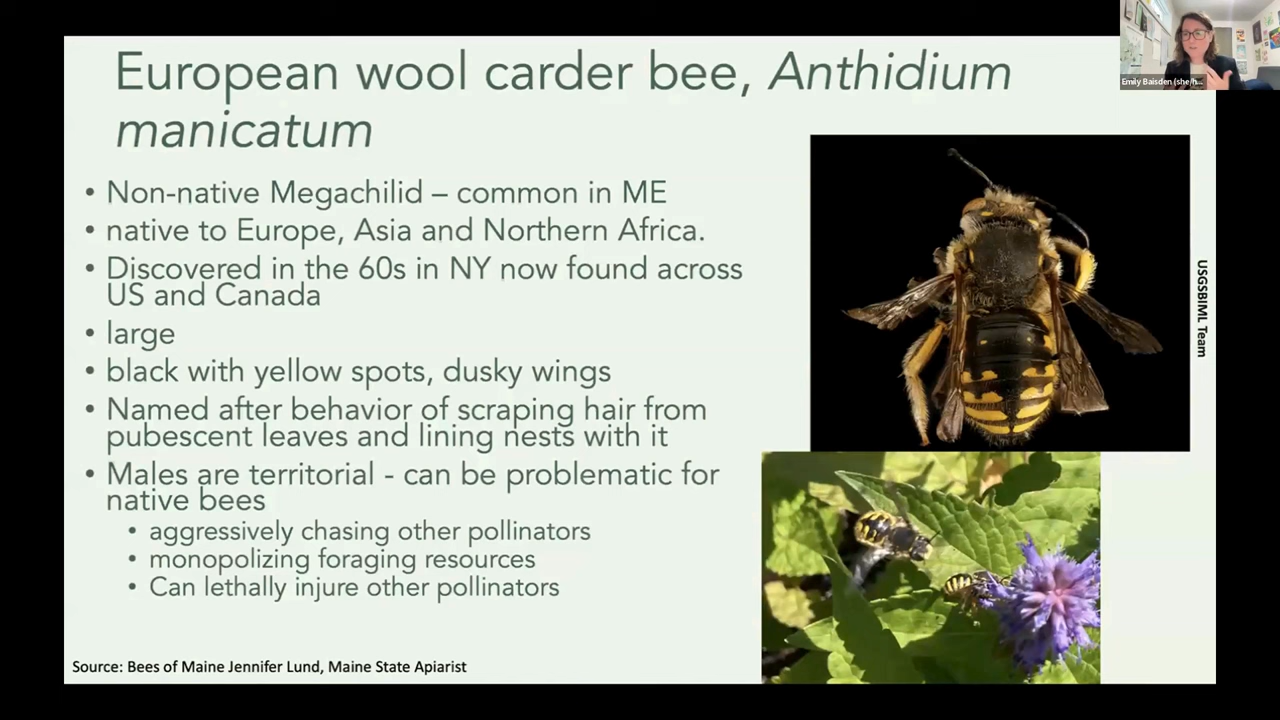 European wool carder bee, Anthidium
manicatum
• Non-native Megachilid – common in ME
• native to Europe, Asia and Northern Africa.
• Discovered in the 60s in NY now found across
US and Canada
• large
• black with yellow spots, dusky wings
• Named after behavior of scraping hair from
pubescent leaves and lining nests with it
• Males are territorial - can be problematic for
native bees
• aggressively chasing other pollinators
• monopolizing foraging resources
• Can lethally injure other pollinators
Source: Bees of Maine Jennifer Lund, Maine State Apiarist
USGSBIML Team
Emily Baisden (she/h...